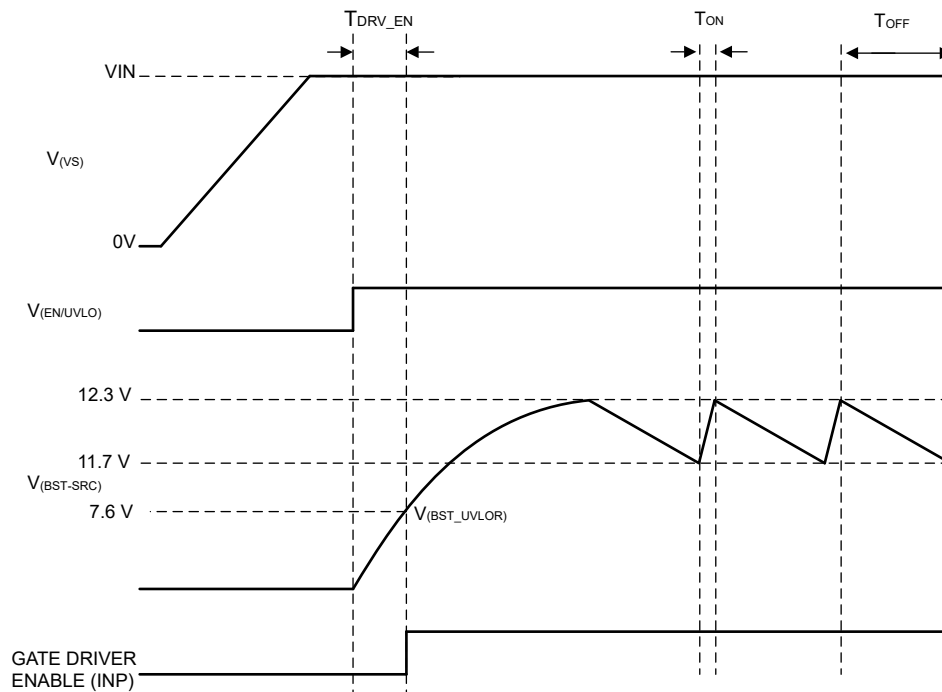 TDRV_EN
TON
TOFF
VIN
V(VS)
0V
V(EN/UVLO)
12.3 V
11.7 V
V(BST-SRC)
7.6 V
V(BST_UVLOR)
GATE DRIVER
ENABLE (INP)